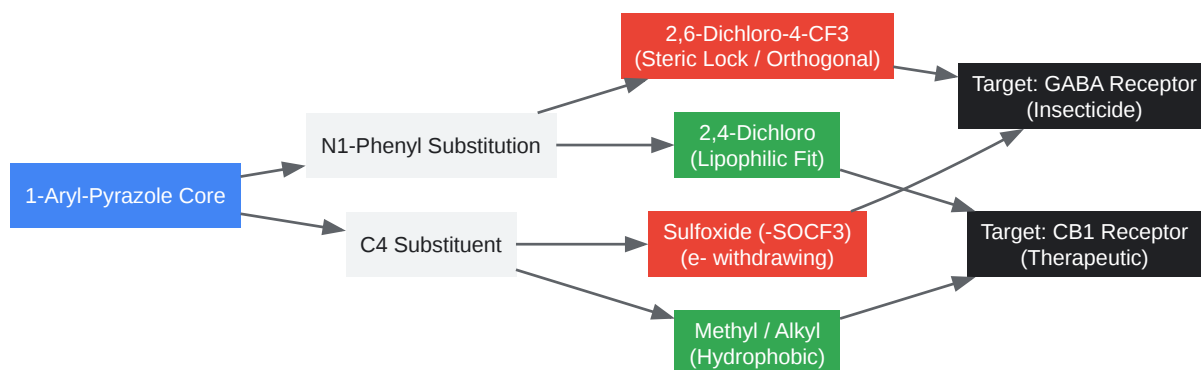 2,6-Dichloro-4-CF3
(Steric Lock / Orthogonal)
Target: GABA Receptor
(Insecticide)
N1-Phenyl Substitution
2,4-Dichloro
(Lipophilic Fit)
1-Aryl-Pyrazole Core
C4 Substituent
Sulfoxide (-SOCF3)
(e- withdrawing)
Target: CB1 Receptor
(Therapeutic)
Methyl / Alkyl
(Hydrophobic)